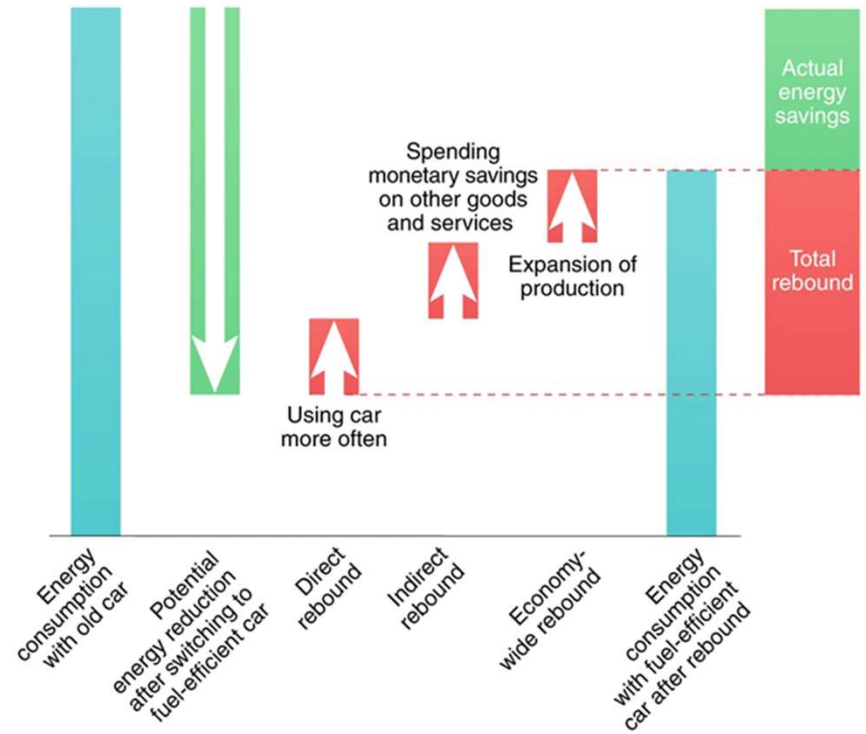 Actual
energy
savings
Spending
monetary savings
on other goods
and services
Total
rebound
Expansion of
production
Using car
more often
Energy
consumption
with old car
Potential
energy reduction
after switching to
fuel-efficient car
Direct
rebound
Indirect
rebound
Economy-
wide rebound
Energy
consumption
with fuel-efficient
car after rebound